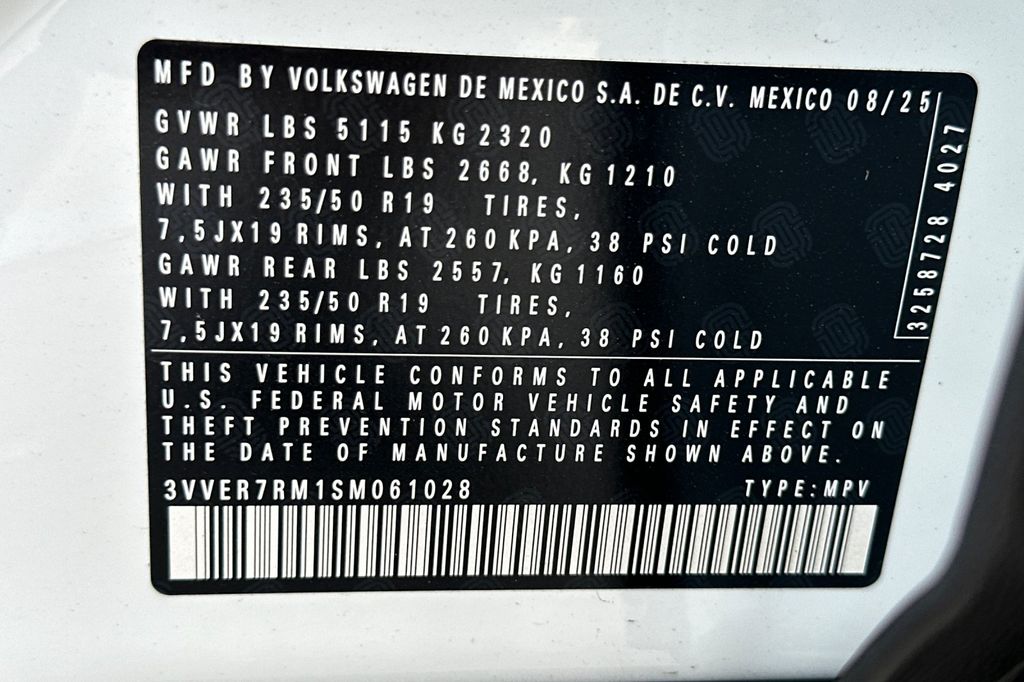 MFD BY VOLKSWAGEN DE MEXICO S.A. DE C.V. MEXICO 08/25
GVWR LBS 5115 KG 2320
GAWR FRONT LBS 2668, KG 1210
WITH 235/50 R19 TIRES,
7,5JX19 RIMS, AT 260 KPA, 38 PSI COLD
GAWR REAR LBS 2557, KG 1160
WITH 235/50 R19 TIRES,
7,5JX19 RIMS, AT 260 KPA, 38 PSI COLD
3258728 4027
THIS VEHICLE CONFORMS TO ALL APPLICABLE
U.S. FEDERAL MOTOR VEHICLE SAFETY AND
THEFT PREVENTION STANDARDS IN EFFECT ON
THE DATE OF MANUFACTURE SHOWN ABOVE.
3VVER7RM1SM061028 TYPE:MPV